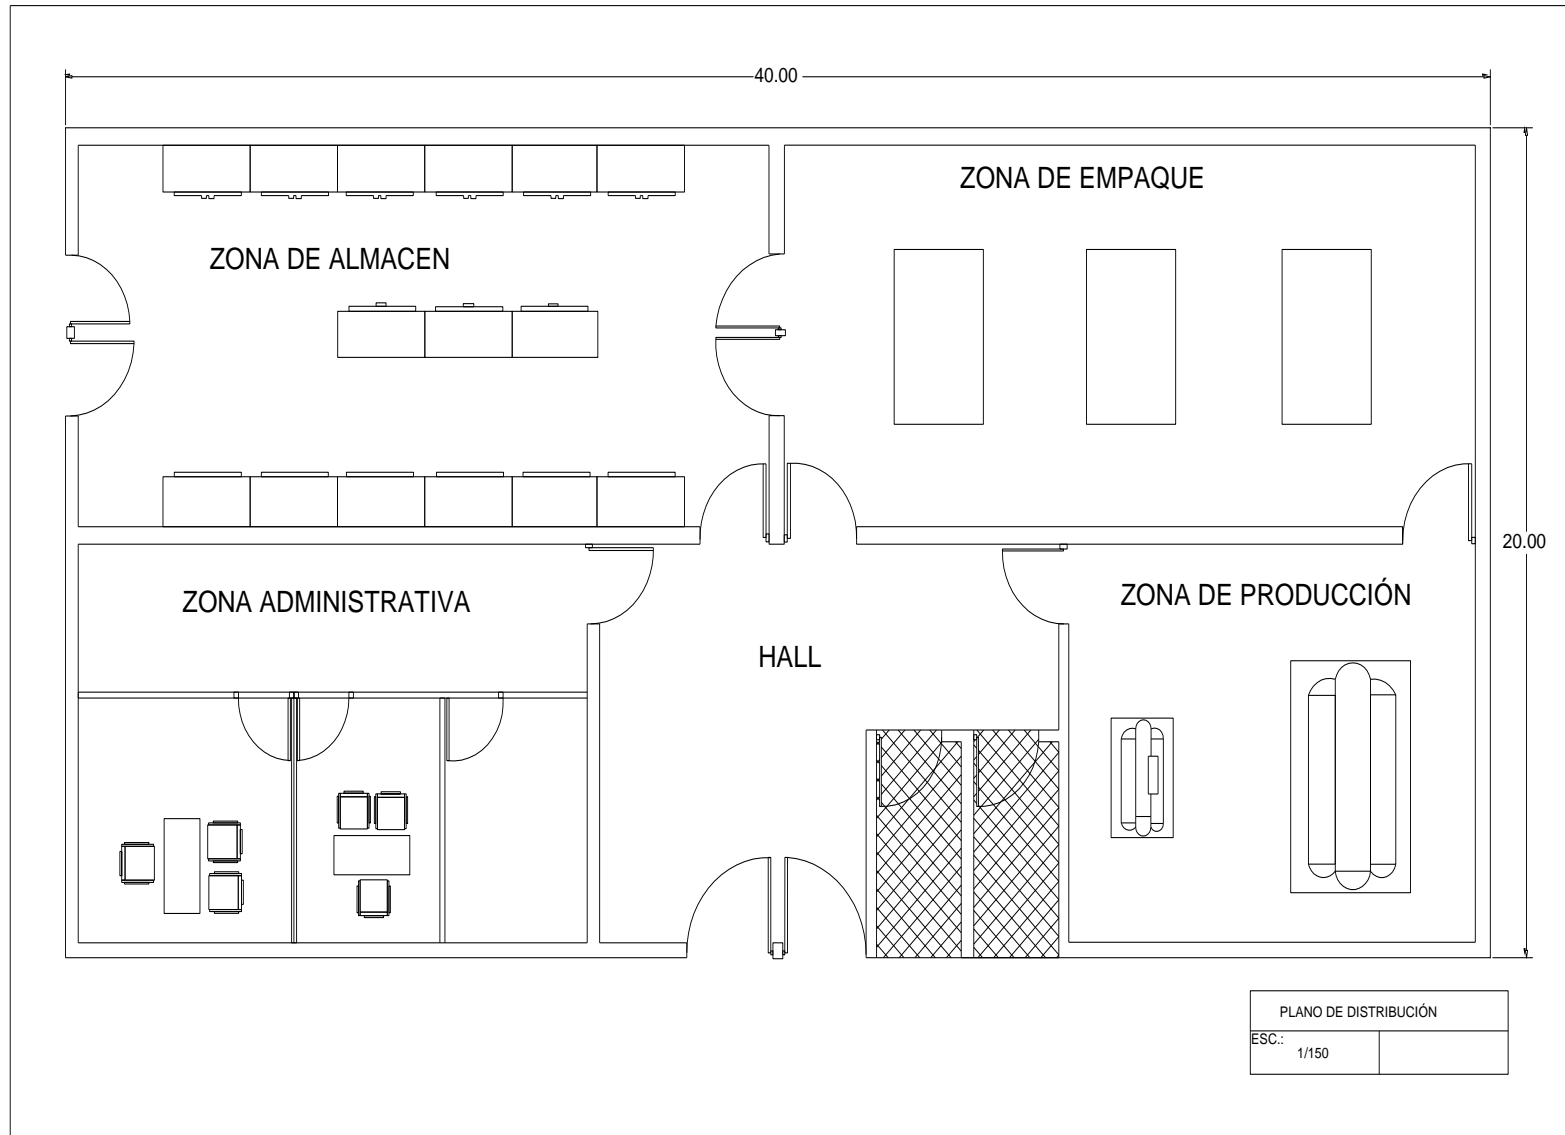 40.00
ZONA DE EMPAQUE
ZONA DE ALMACEN
20.00
ZONA ADMINISTRATIVA
ZONA DE PRODUCCIÓN
HALL
PLANO DE DISTRIBUCIÓN
ESC.:
1/150